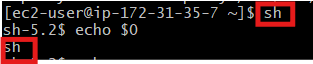 [ec2-user@ip-172-31-35-7 ~]$ sh
sh-5.2$ echo $0
sh